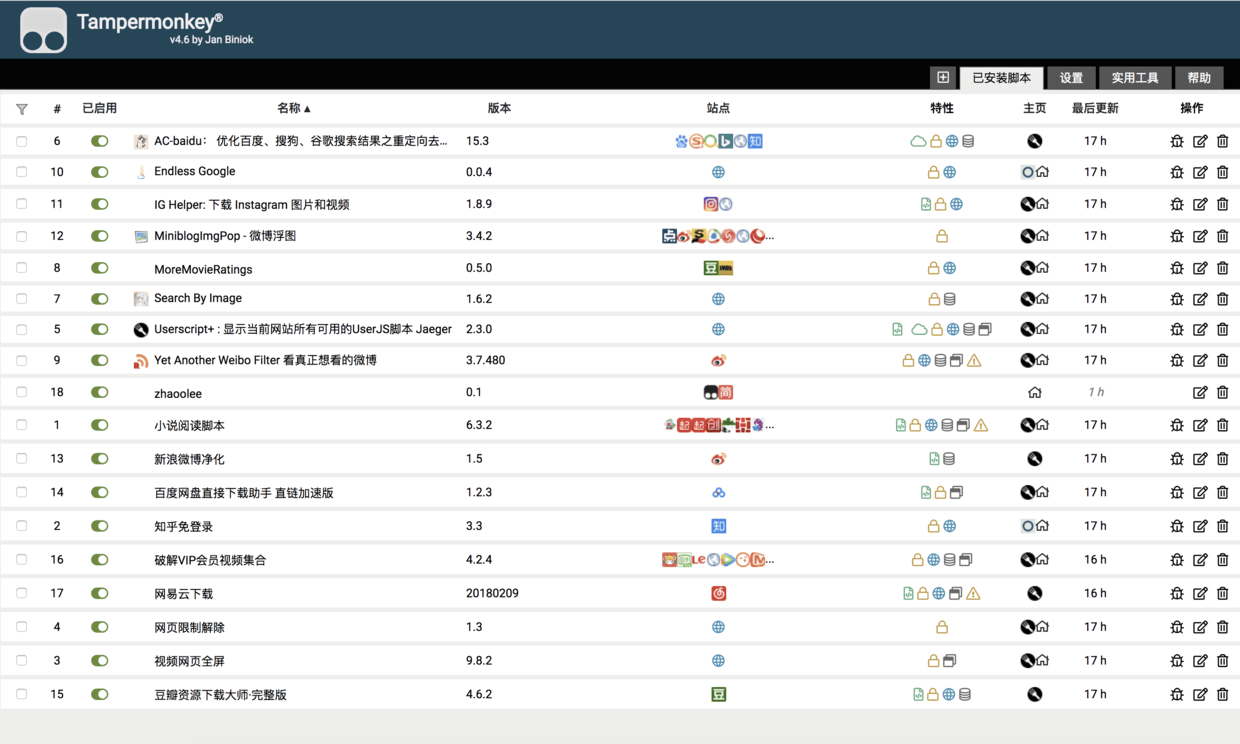 Tampermonkey®
v4.6 by Jan Biniok
已安装脚本 设置 实用工具 帮助
# 已启用 名称 ▲ 版本 站点 特性 主页 最后更新 操作
6 AC-baidu： 优化百度、搜狗、谷歌搜索结果之重定向去... 15.3 知 17 h
10 Endless Google 0.0.4 17 h
11 IG Helper: 下载 Instagram 图片和视频 1.8.9 17 h
12 MiniblogImgPop - 微博浮图 3.4.2 ... 17 h
8 MoreMovieRatings 0.5.0 豆 IMDb 17 h
7 Search By Image 1.6.2 17 h
5 Userscript+ : 显示当前网站所有可用的UserJS脚本 Jaeger 2.3.0 17 h
9 Yet Another Weibo Filter 看真正想看的微博 3.7.480 17 h
18 zhaoolee 0.1 简 1 h
1 小说阅读脚本 6.3.2 起 起 创 ... 17 h
13 新浪微博净化 1.5 17 h
14 百度网盘直接下载助手 直链加速版 1.2.3 17 h
2 知乎免登录 3.3 知 17 h
16 破解VIP会员视频集合 4.2.4 Le ... 16 h
17 网易云下载 20180209 16 h
4 网页限制解除 1.3 17 h
3 视频网页全屏 9.8.2 17 h
15 豆瓣资源下载大师·完整版 4.6.2 豆 17 h